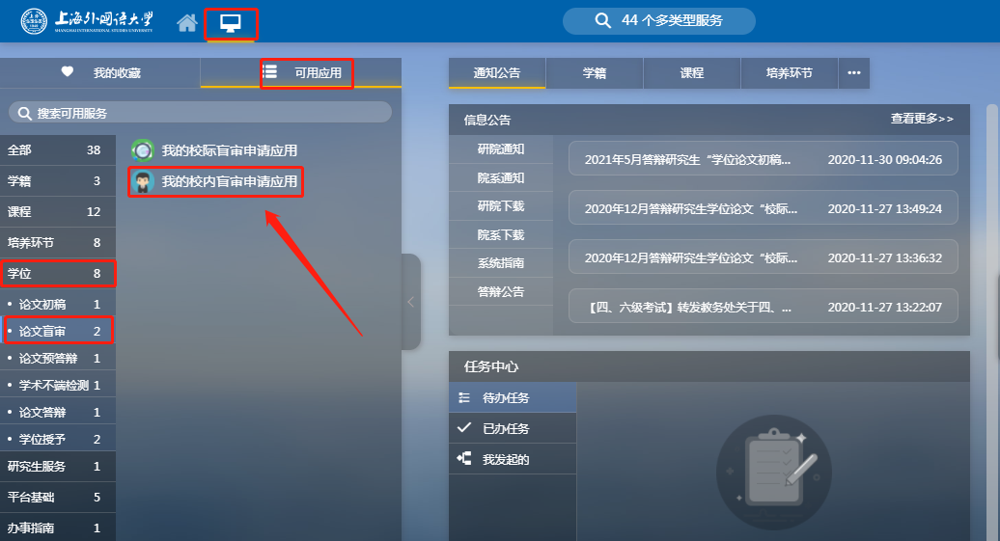 上海外国语大学
SHANGHAI INTERNATIONAL STUDIES UNIVERSITY
44 个多类型服务
我的收藏
可用应用
搜索可用服务
全部 38
学籍 3
课程 12
培养环节 8
学位 8
• 论文初稿 1
• 论文盲审 2
• 论文预答辩 1
• 学术不端检测 1
• 论文答辩 1
• 学位授予 2
研究生服务 1
平台基础 5
办事指南 1
我的校际盲审申请应用
我的校内盲审申请应用
通知公告 学籍 课程 培养环节 •••
信息公告 查看更多>>
研院通知
院系通知
研院下载
院系下载
系统指南
答辩公告
2021年5月答辩研究生“学位论文初稿... 2020-11-30 09:04:26
2020年12月答辩研究生学位论文“校际... 2020-11-27 13:49:24
2020年12月答辩研究生学位论文“校际... 2020-11-27 13:36:32
【四、六级考试】转发教务处关于四、... 2020-11-27 13:22:07
任务中心
待办任务
已办任务
我发起的